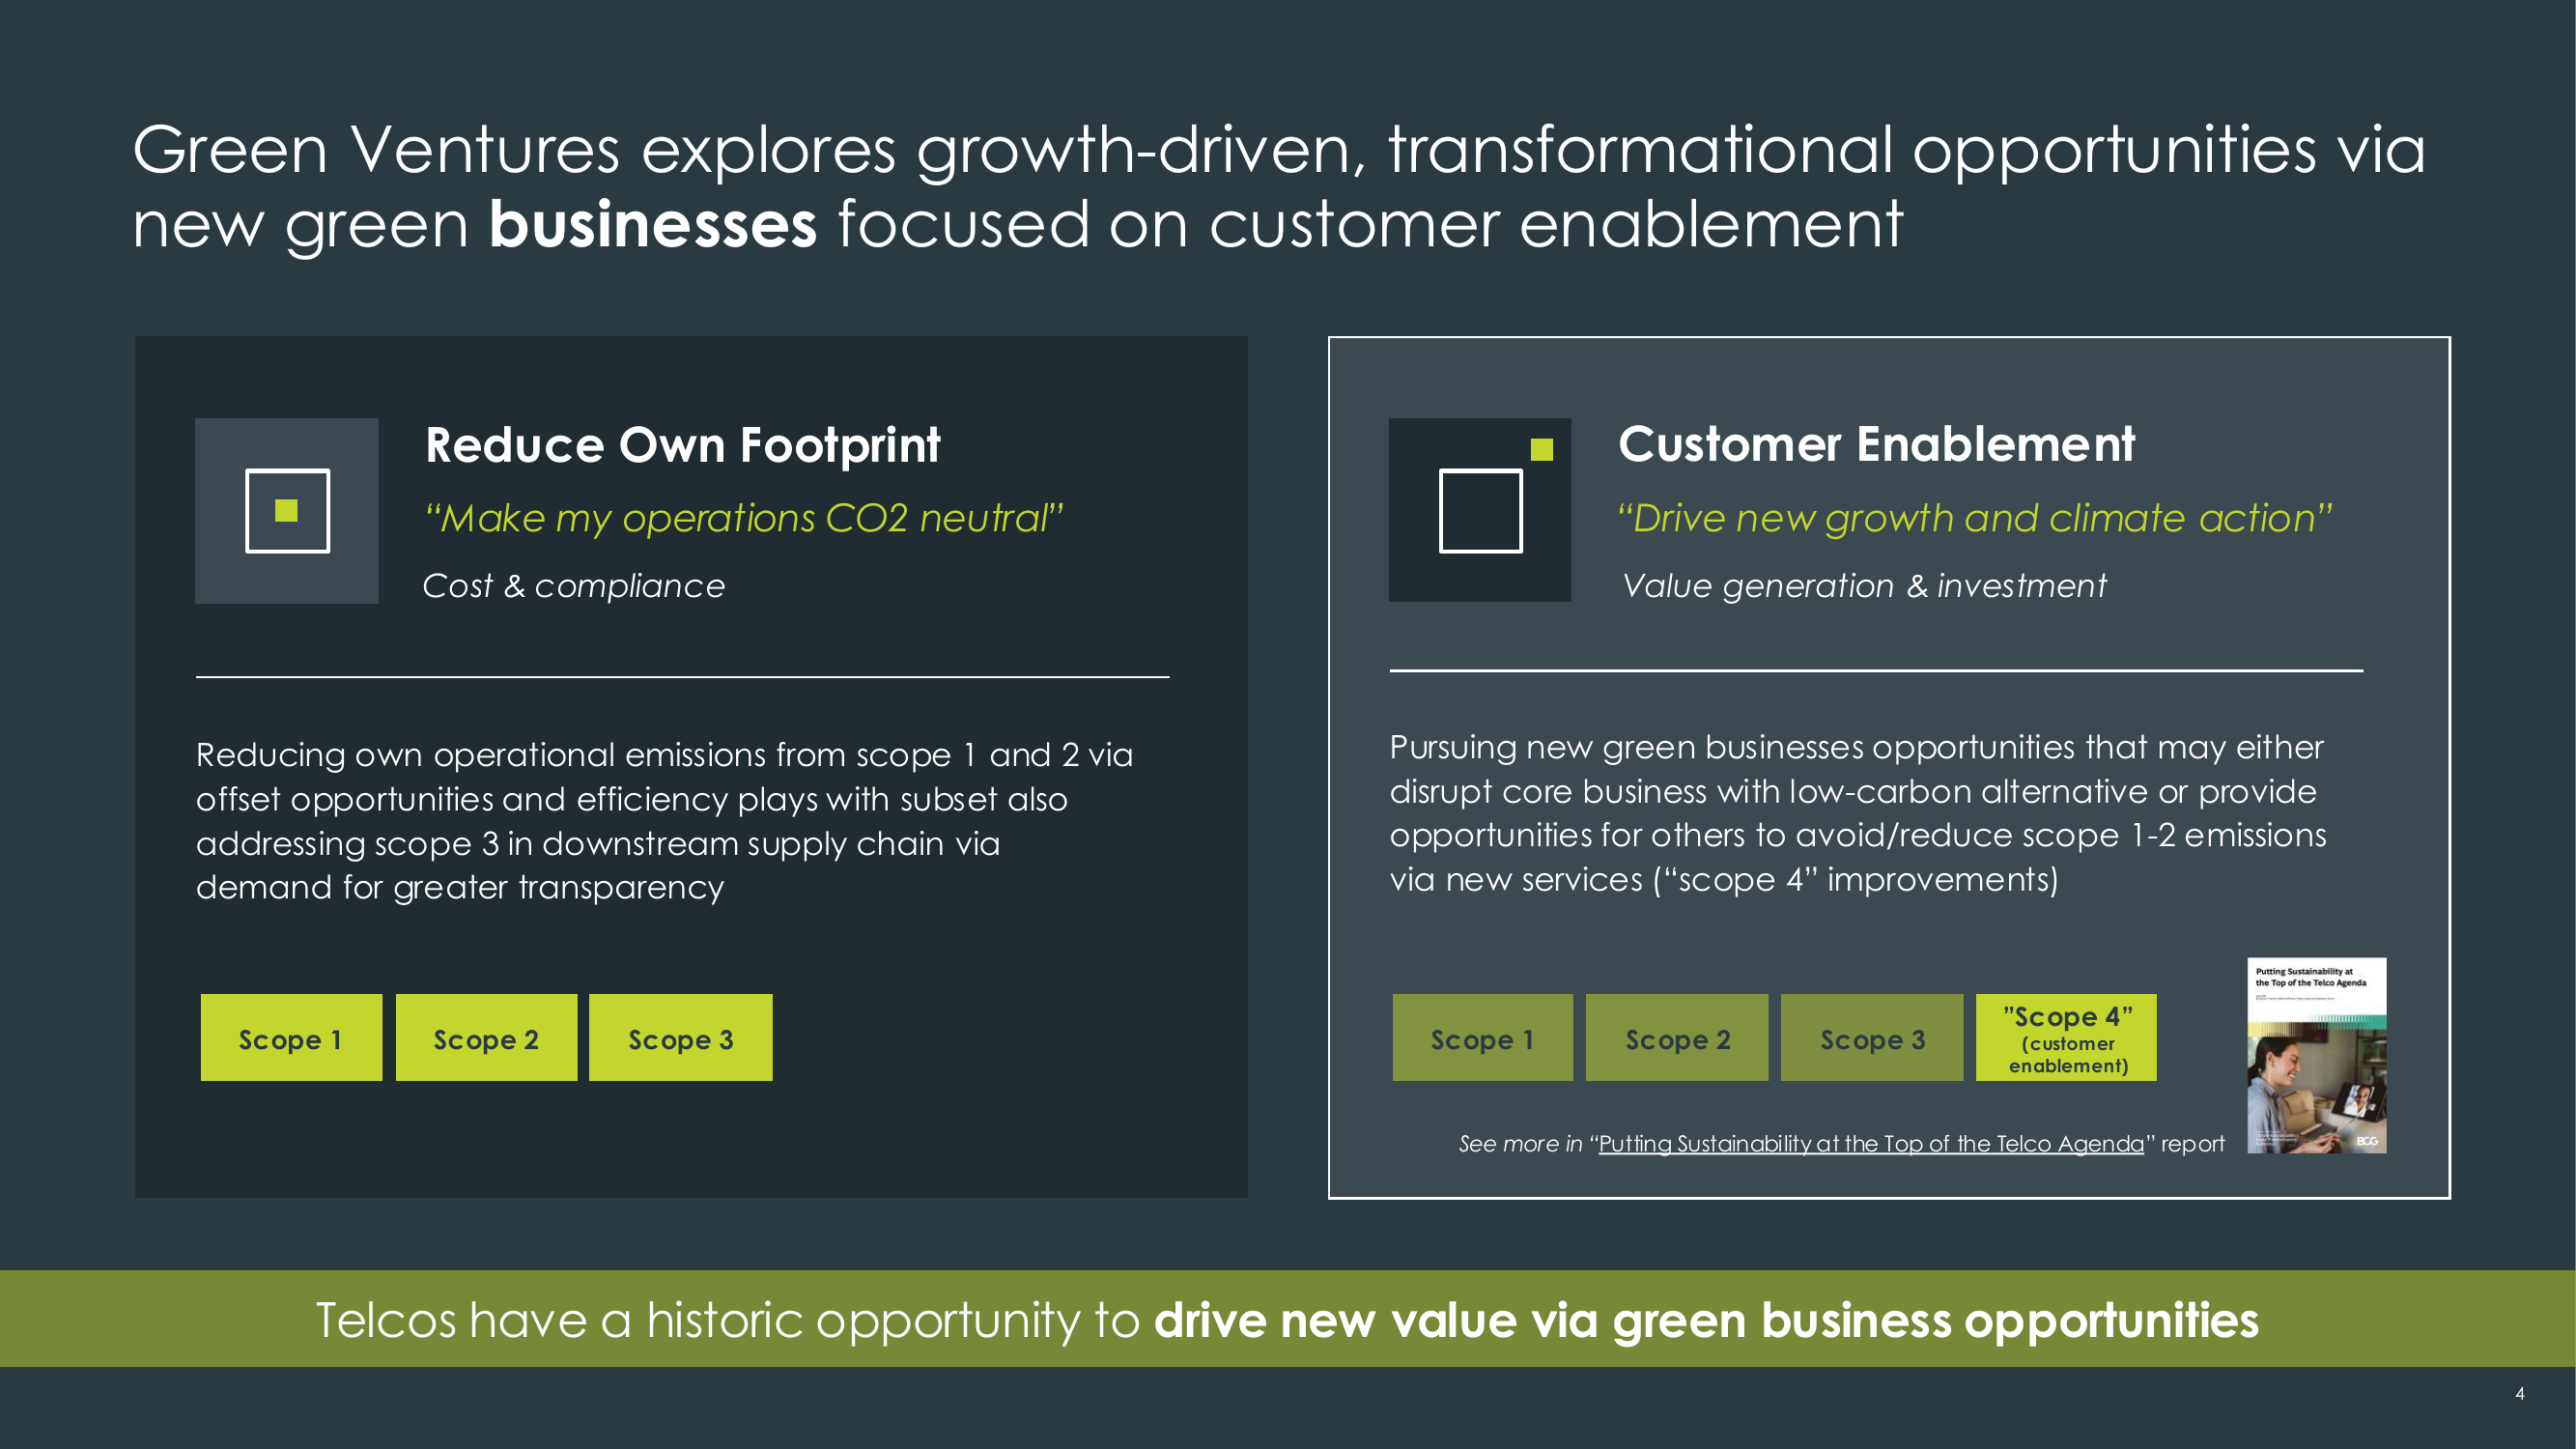 Green Ventures explores growth-driven, transformational opportunities via
new green businesses focused on customer enablement
Reduce Own Footprint
“Make my operations CO2 neutral”
Cost & compliance
Reducing own operational emissions from scope 1 and 2 via
offset opportunities and efficiency plays with subset also
addressing scope 3 in downstream supply chain via
demand for greater transparency
Scope 1
Scope 2
Scope 3
Customer Enablement
“Drive new growth and climate action”
Value generation & investment
Pursuing new green businesses opportunities that may either
disrupt core business with low-carbon alternative or provide
opportunities for others to avoid/reduce scope 1-2 emissions
via new services (“scope 4” improvements)
Scope 1
Scope 2
Scope 3
”Scope 4”
(customer
enablement)
Putting Sustainability at
the Top of the Telco Agenda
BCG
See more in “Putting Sustainability at the Top of the Telco Agenda” report
Telcos have a historic opportunity to drive new value via green business opportunities
4